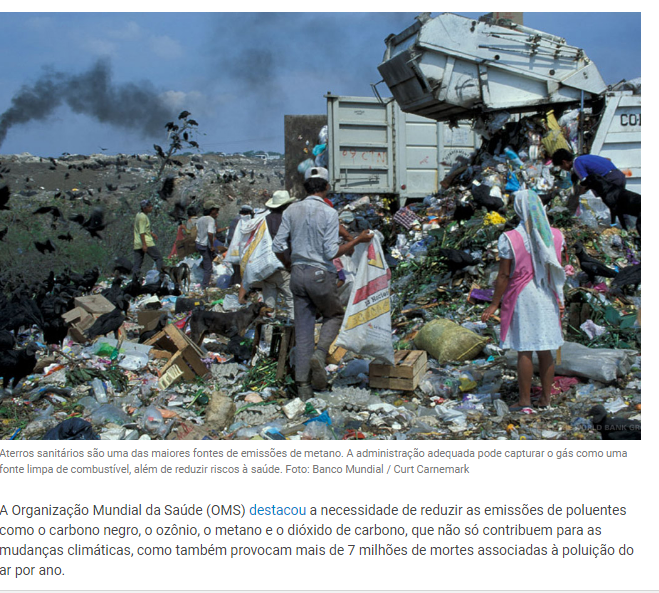 CO-
WORLD BANK GR
Aterros sanitários são uma das maiores fontes de emissões de metano. A administração adequada pode capturar o gás como uma
fonte limpa de combustível, além de reduzir riscos à saúde. Foto: Banco Mundial / Curt Carnemark
A Organização Mundial da Saúde (OMS) destacou a necessidade de reduzir as emissões de poluentes
como o carbono negro, o ozônio, o metano e o dióxido de carbono, que não só contribuem para as
mudanças climáticas, como também provocam mais de 7 milhões de mortes associadas à poluição do
ar por ano.